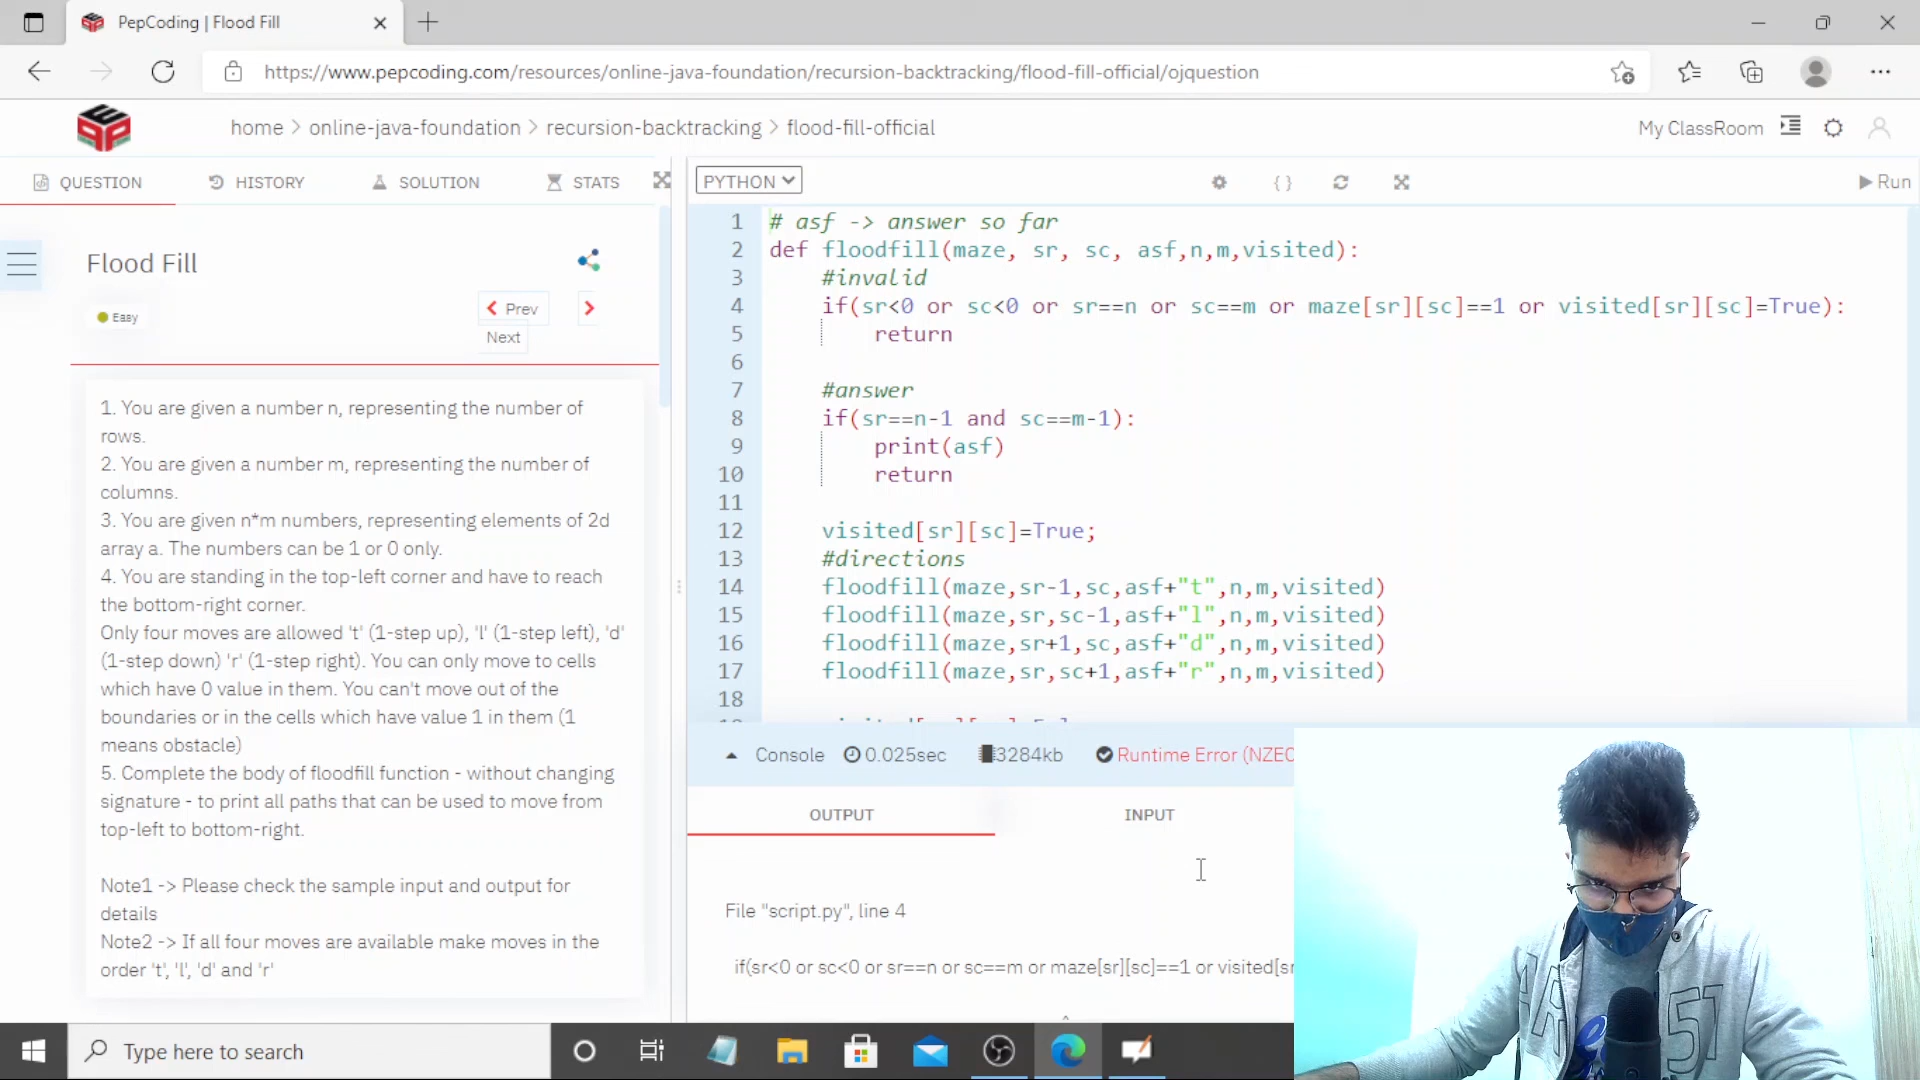 PepCoding | Flood Fill
https://www.pepcoding.com/resources/online-java-foundation/recursion-backtracking/flood-fill-official/ojquestion
home > online-java-foundation > recursion-backtracking > flood-fill-official
My ClassRoom
QUESTION
HISTORY
SOLUTION
STATS
PYTHON
{ }
Run
Flood Fill
Easy
Prev
Next
1. You are given a number n, representing the number of
rows.
2. You are given a number m, representing the number of
columns.
3. You are given n*m numbers, representing elements of 2d
array a. The numbers can be 1 or 0 only.
4. You are standing in the top-left corner and have to reach
the bottom-right corner.
Only four moves are allowed 't' (1-step up), 'l' (1-step left), 'd'
(1-step down) 'r' (1-step right). You can only move to cells
which have 0 value in them. You can't move out of the
boundaries or in the cells which have value 1 in them (1
means obstacle)
5. Complete the body of floodfill function - without changing
signature - to print all paths that can be used to move from
top-left to bottom-right.
Note1 -> Please check the sample input and output for
details
Note2 -> If all four moves are available make moves in the
order 't', 'l', 'd' and 'r'
1 # asf -> answer so far
2 def floodfill(maze, sr, sc, asf,n,m,visited):
3 #invalid
4 if(sr<0 or sc<0 or sr==n or sc==m or maze[sr][sc]==1 or visited[sr][sc]=True):
5 return
6
7 #answer
8 if(sr==n-1 and sc==m-1):
9 print(asf)
10 return
11
12 visited[sr][sc]=True;
13 #directions
14 floodfill(maze,sr-1,sc,asf+"t",n,m,visited)
15 floodfill(maze,sr,sc-1,asf+"l",n,m,visited)
16 floodfill(maze,sr+1,sc,asf+"d",n,m,visited)
17 floodfill(maze,sr,sc+1,asf+"r",n,m,visited)
18
Console 0.025sec 3284kb Runtime Error (NZEC
OUTPUT
INPUT
File "script.py", line 4
if(sr<0 or sc<0 or sr==n or sc==m or maze[sr][sc]==1 or visited[sr
^
57
Type here to search